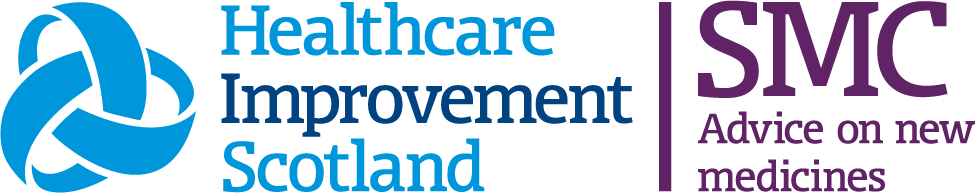 Healthcare
Improvement
Scotland
SMC
Advice on new
medicines